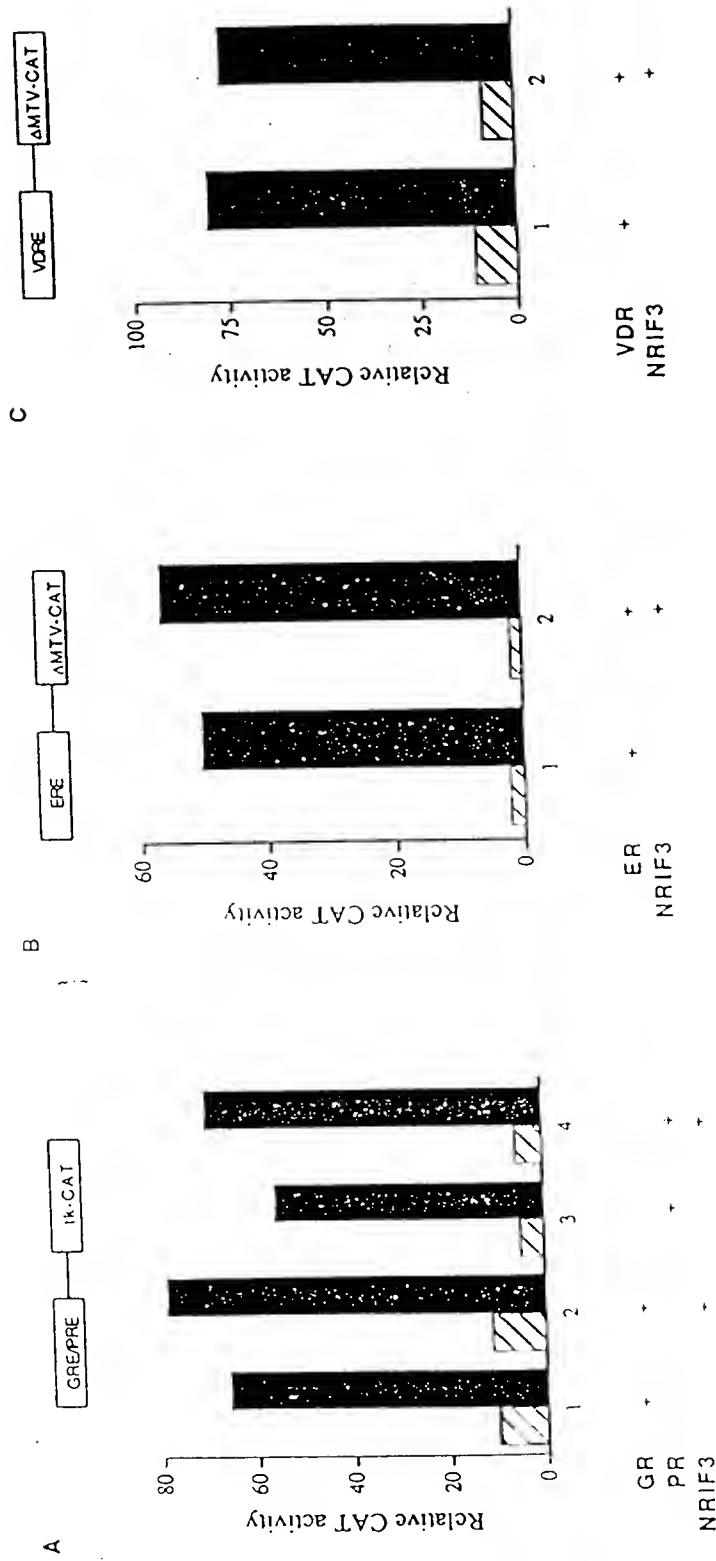 A
GRE/PRE tk-CAT
Relative CAT activity
80
60
40
20
0
1 2 3 4
GR + +
PR + +
NRIF3 + +
B
ERE ΔMTV-CAT
Relative CAT activity
60
40
20
0
1 2
ER + +
NRIF3 +
C
VDRE ΔMTV-CAT
Relative CAT activity
100
75
50
25
0
1 2
VDR + +
NRIF3 +